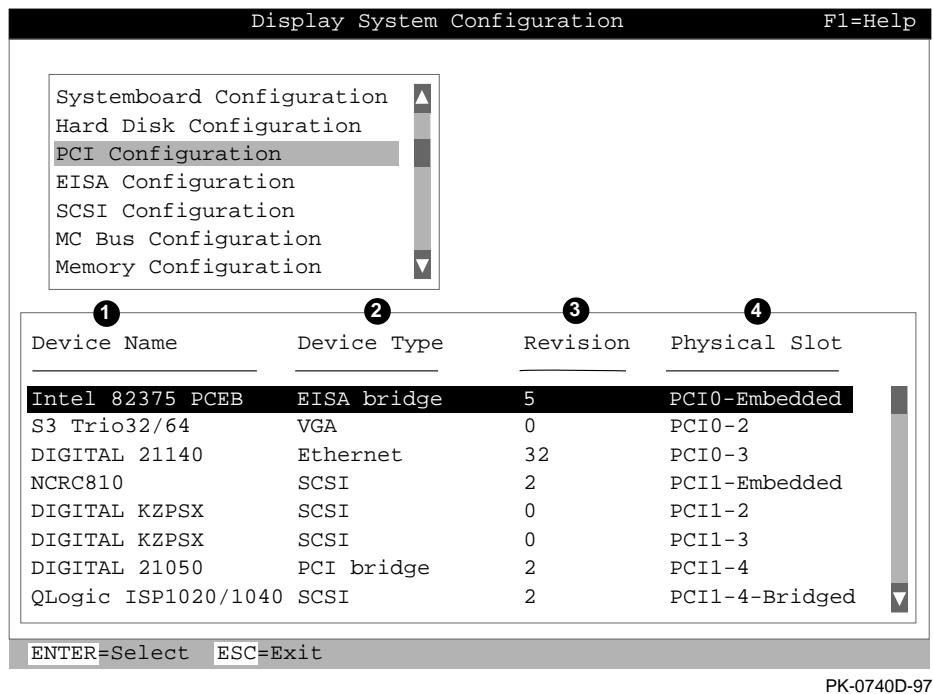 Display System Configuration F1=Help
Systemboard Configuration
Hard Disk Configuration
PCI Configuration
EISA Configuration
SCSI Configuration
MC Bus Configuration
Memory Configuration
1 2 3 4
Device Name Device Type Revision Physical Slot
Intel 82375 PCEB EISA bridge 5 PCI0-Embedded
S3 Trio32/64 VGA 0 PCI0-2
DIGITAL 21140 Ethernet 32 PCI0-3
NCRC810 SCSI 2 PCI1-Embedded
DIGITAL KZPSX SCSI 0 PCI1-2
DIGITAL KZPSX SCSI 0 PCI1-3
DIGITAL 21050 PCI bridge 2 PCI1-4
QLogic ISP1020/1040 SCSI 2 PCI1-4-Bridged
ENTER=Select ESC=Exit
PK-0740D-97